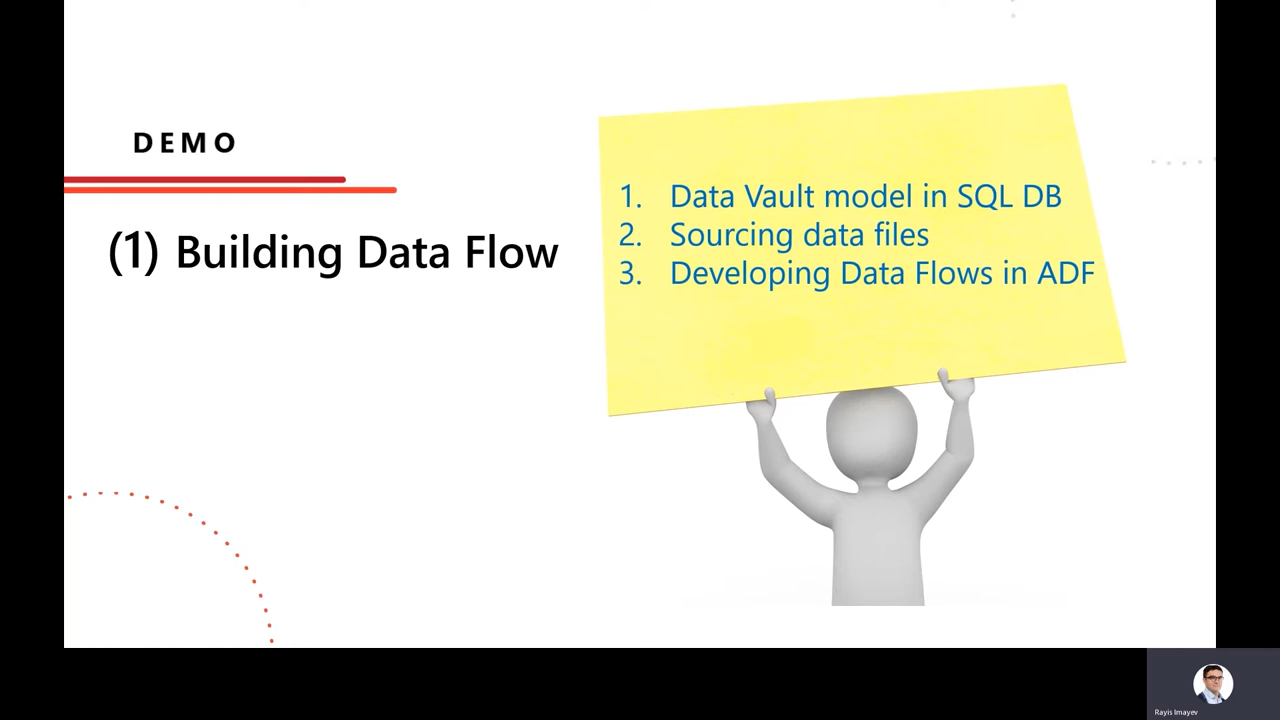 DEMO
(1) Building Data Flow
1. Data Vault model in SQL DB
2. Sourcing data files
3. Developing Data Flows in ADF
Rayis Imayev